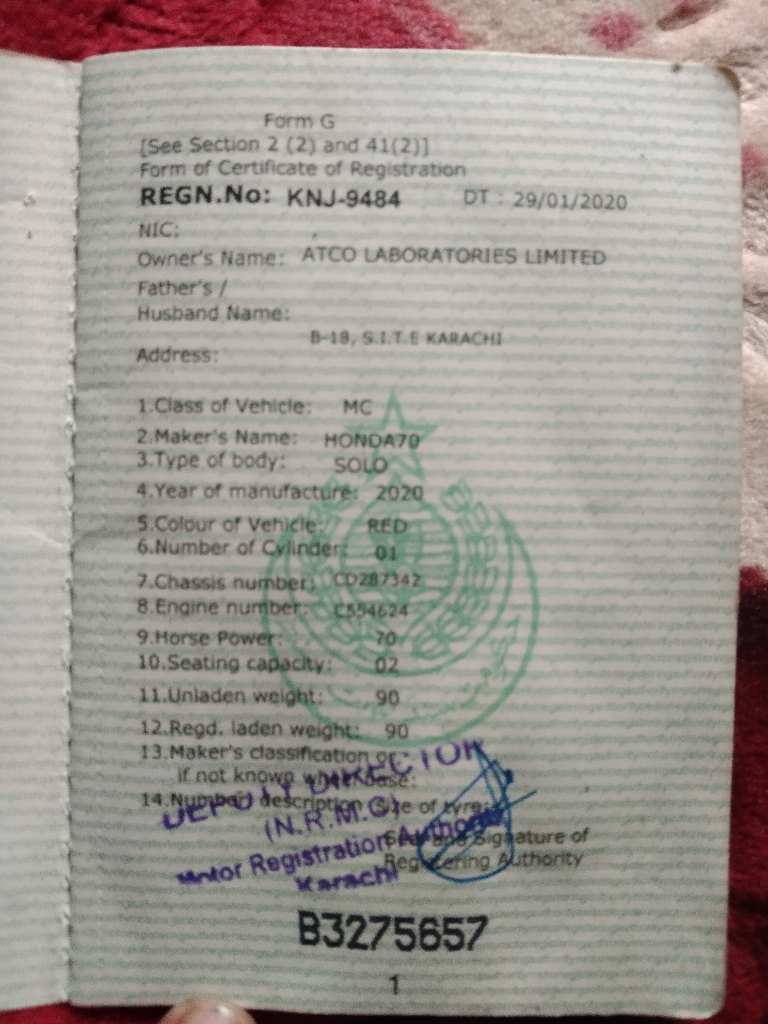 Form G
[See Section 2 (2) and 41(2)]
Form of Certificate of Registration
REGN.No: KNJ-9484 DT : 29/01/2020
NIC:
Owner's Name: ATCO LABORATORIES LIMITED
Father's /
Husband Name:
B-18, S.I.T.E KARACHI
Address:
1.Class of Vehicle: MC
2.Maker's Name: HONDA70
3.Type of body: SOLO
4.Year of manufacture: 2020
5.Colour of Vehicle: RED
6.Number of Cylinder: 01
7.Chassis number: CD287342
8.Engine number: C554624
9.Horse Power: 70
10.Seating capacity: 02
11.Unladen weight: 90
12.Regd. laden weight: 90
13.Maker's classification or
if not known wheel base:
14.Number description Size of tyre:
DEPUTY DIRECTOR
(N.R.M.C)
Motor Registration Authority
Karachi
Seal and Signature of
Registering Authority
B3275657
1